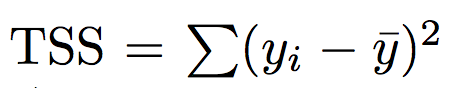 TSS = ∑(yᵢ − ȳ)²